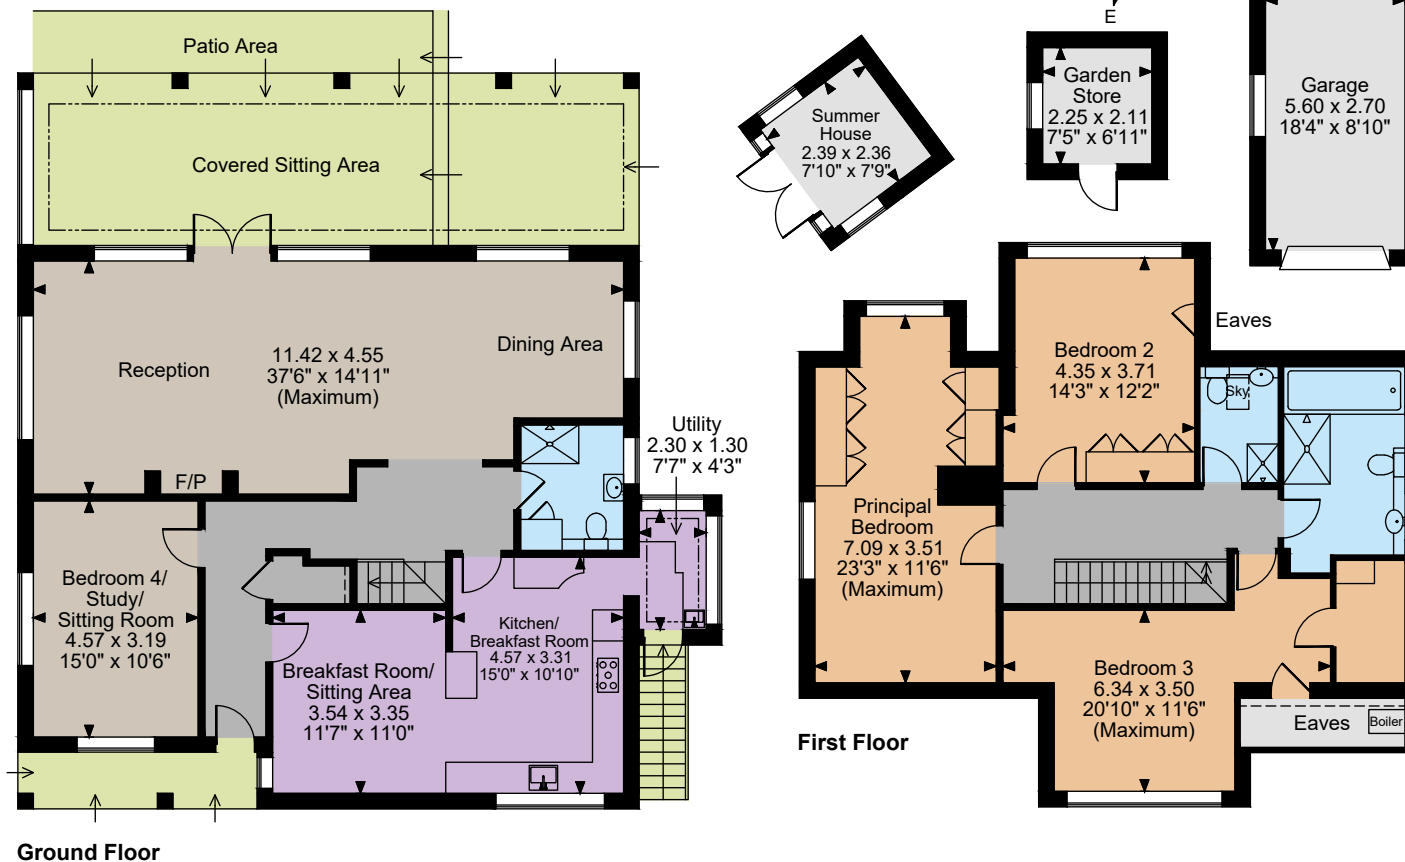 Patio Area
Covered Sitting Area
Reception
11.42 x 4.55
37'6" x 14'11"
(Maximum)
Dining Area
F/P
Utility
2.30 x 1.30
7'7" x 4'3"
Bedroom 4/
Study/
Sitting Room
4.57 x 3.19
15'0" x 10'6"
Breakfast Room/
Sitting Area
3.54 x 3.35
11'7" x 11'0"
Kitchen/
Breakfast Room
4.57 x 3.31
15'0" x 10'10"
Ground Floor
E
Summer
House
2.39 x 2.36
7'10" x 7'9"
Garden
Store
2.25 x 2.11
7'5" x 6'11"
Garage
5.60 x 2.70
18'4" x 8'10"
Bedroom 2
4.35 x 3.71
14'3" x 12'2"
Eaves
Sky
Principal
Bedroom
7.09 x 3.51
23'3" x 11'6"
(Maximum)
Bedroom 3
6.34 x 3.50
20'10" x 11'6"
(Maximum)
Eaves
Boiler
First Floor